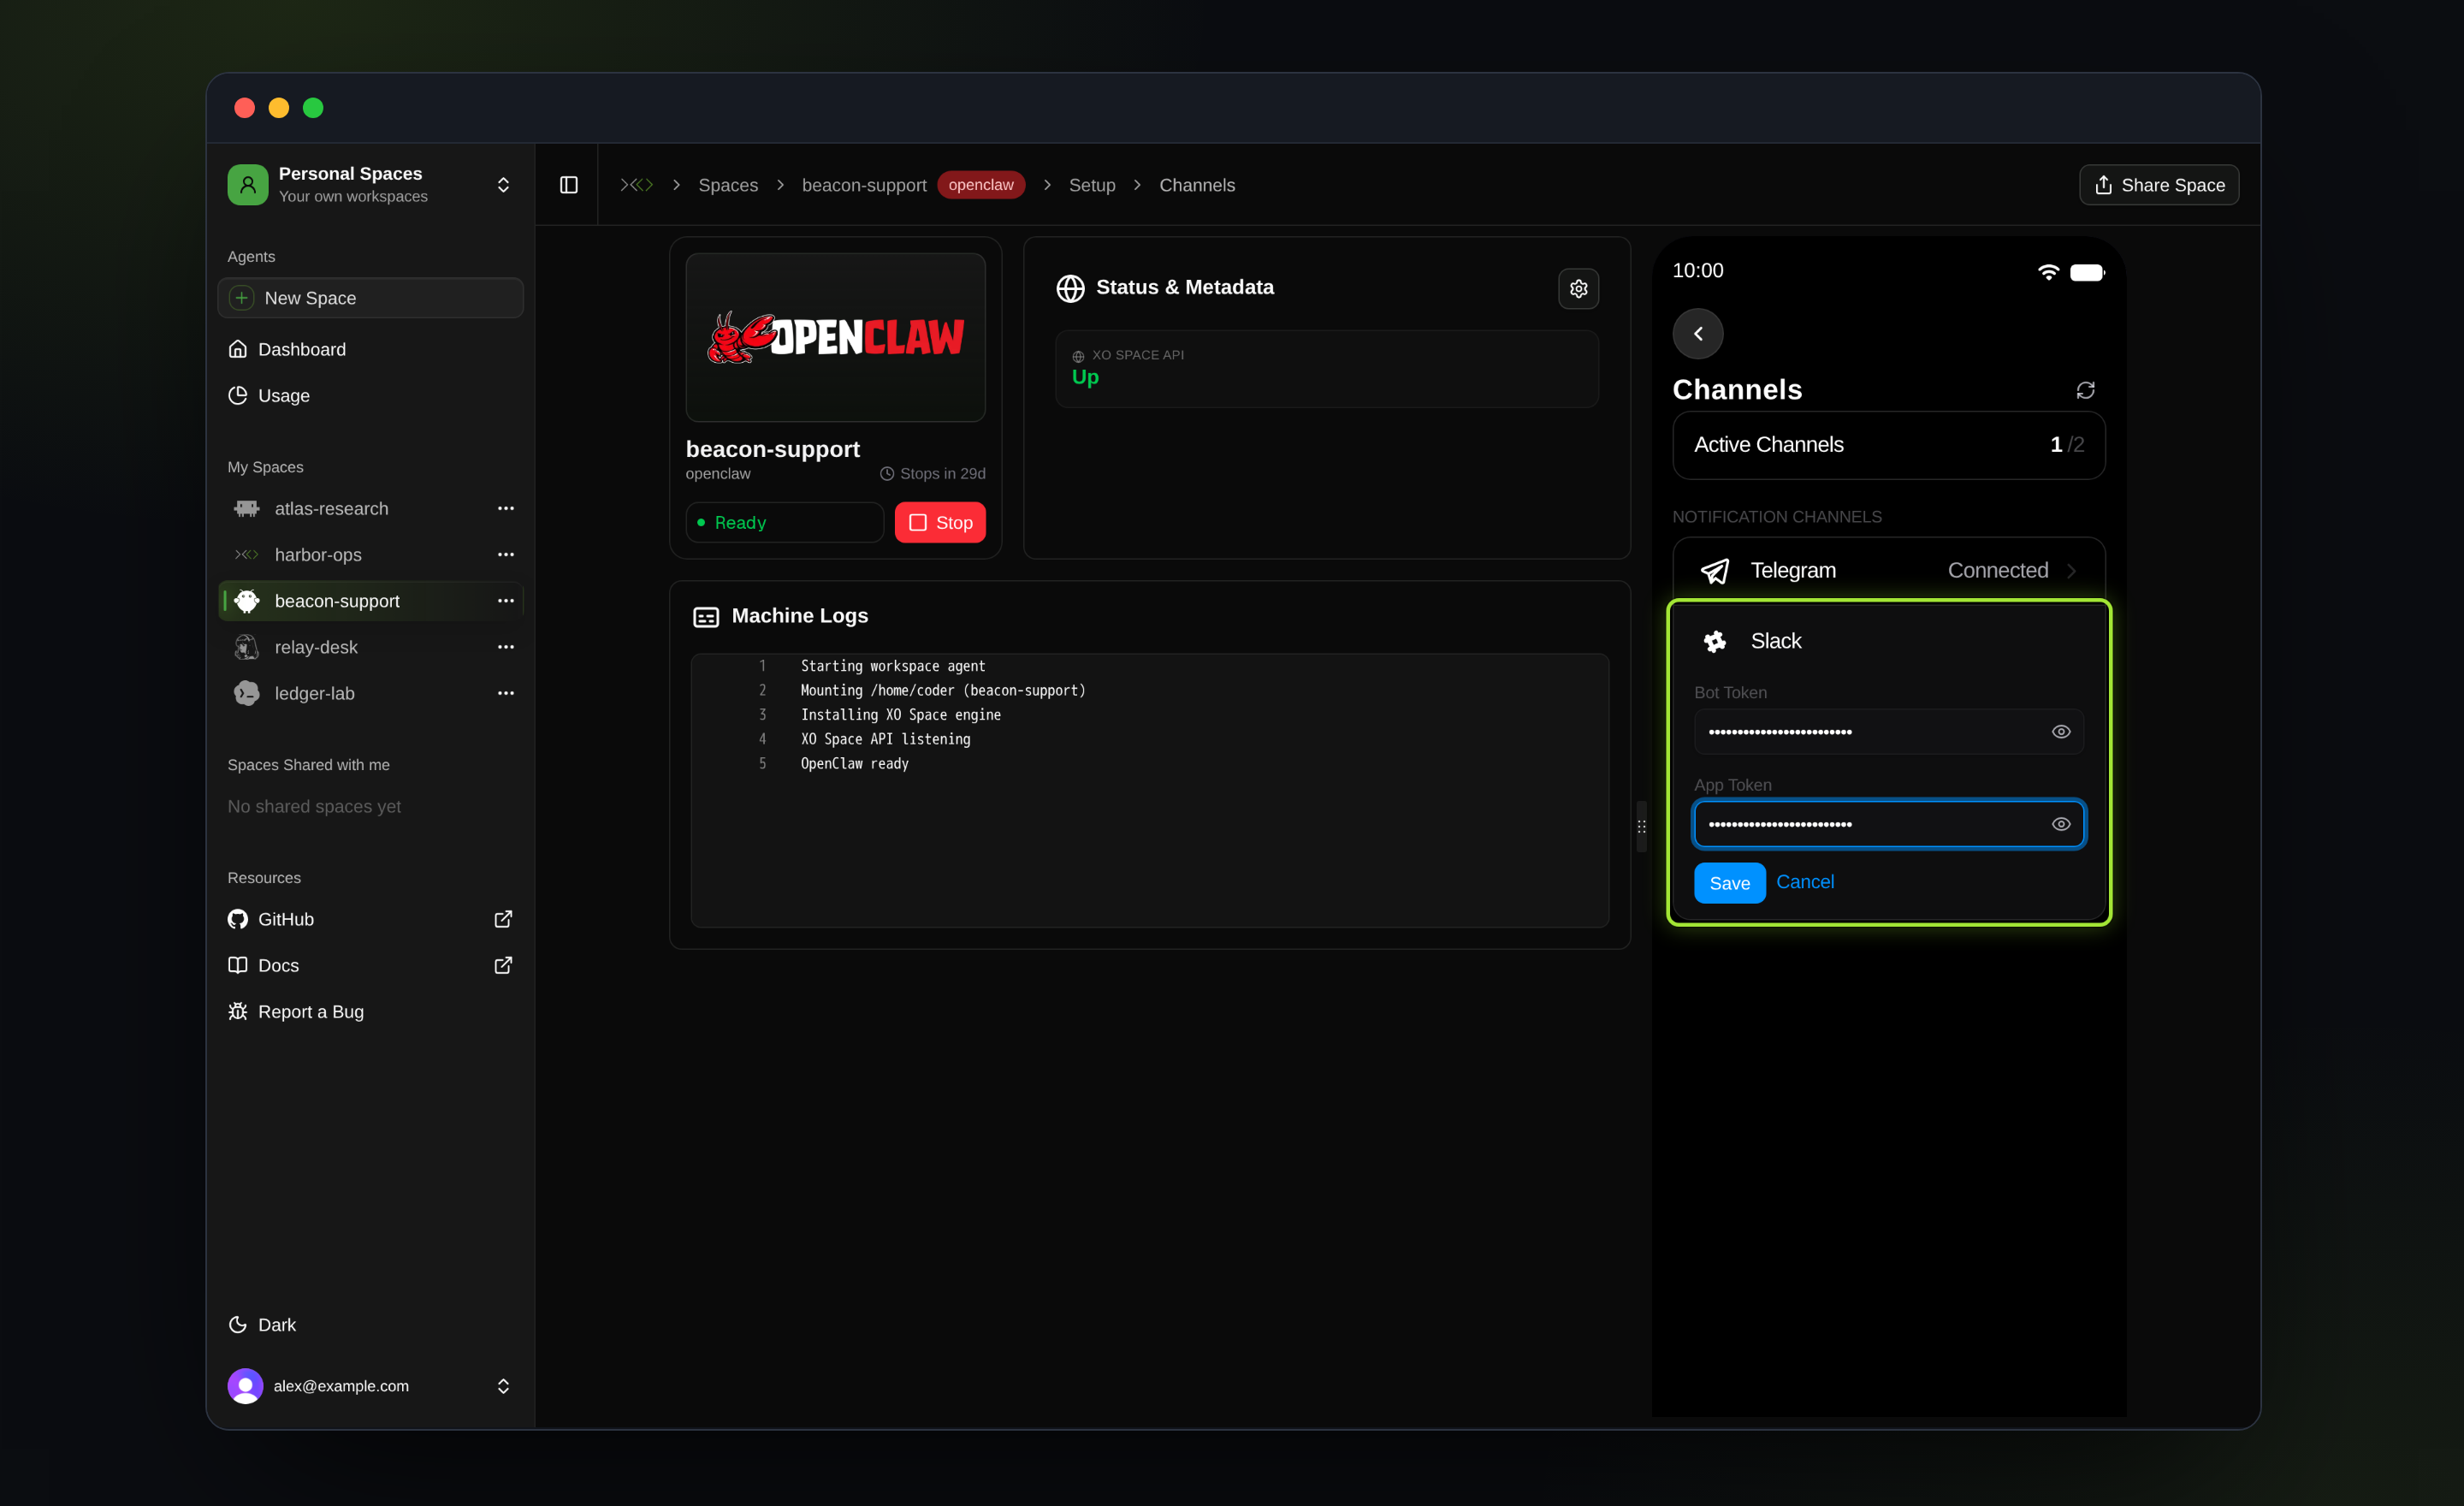 Personal Spaces
Your own workspaces
Agents
New Space
Dashboard
Usage
My Spaces
atlas-research
harbor-ops
beacon-support
relay-desk
ledger-lab
Spaces Shared with me
No shared spaces yet
Resources
GitHub
Docs
Report a Bug
Dark
alex@example.com
Spaces
beacon-support
openclaw
Setup
Channels
Share Space
OPENCLAW
beacon-support
openclaw
Stops in 29d
Ready
Stop
Status & Metadata
XO SPACE API
Up
Machine Logs
1 Starting workspace agent
2 Mounting /home/coder (beacon-support)
3 Installing XO Space engine
4 XO Space API listening
5 OpenClaw ready
10:00
Channels
Active Channels 1 /2
NOTIFICATION CHANNELS
Telegram Connected
Slack
Bot Token
•••••••••••••••••••••••••
App Token
•••••••••••••••••••••••••
Save Cancel